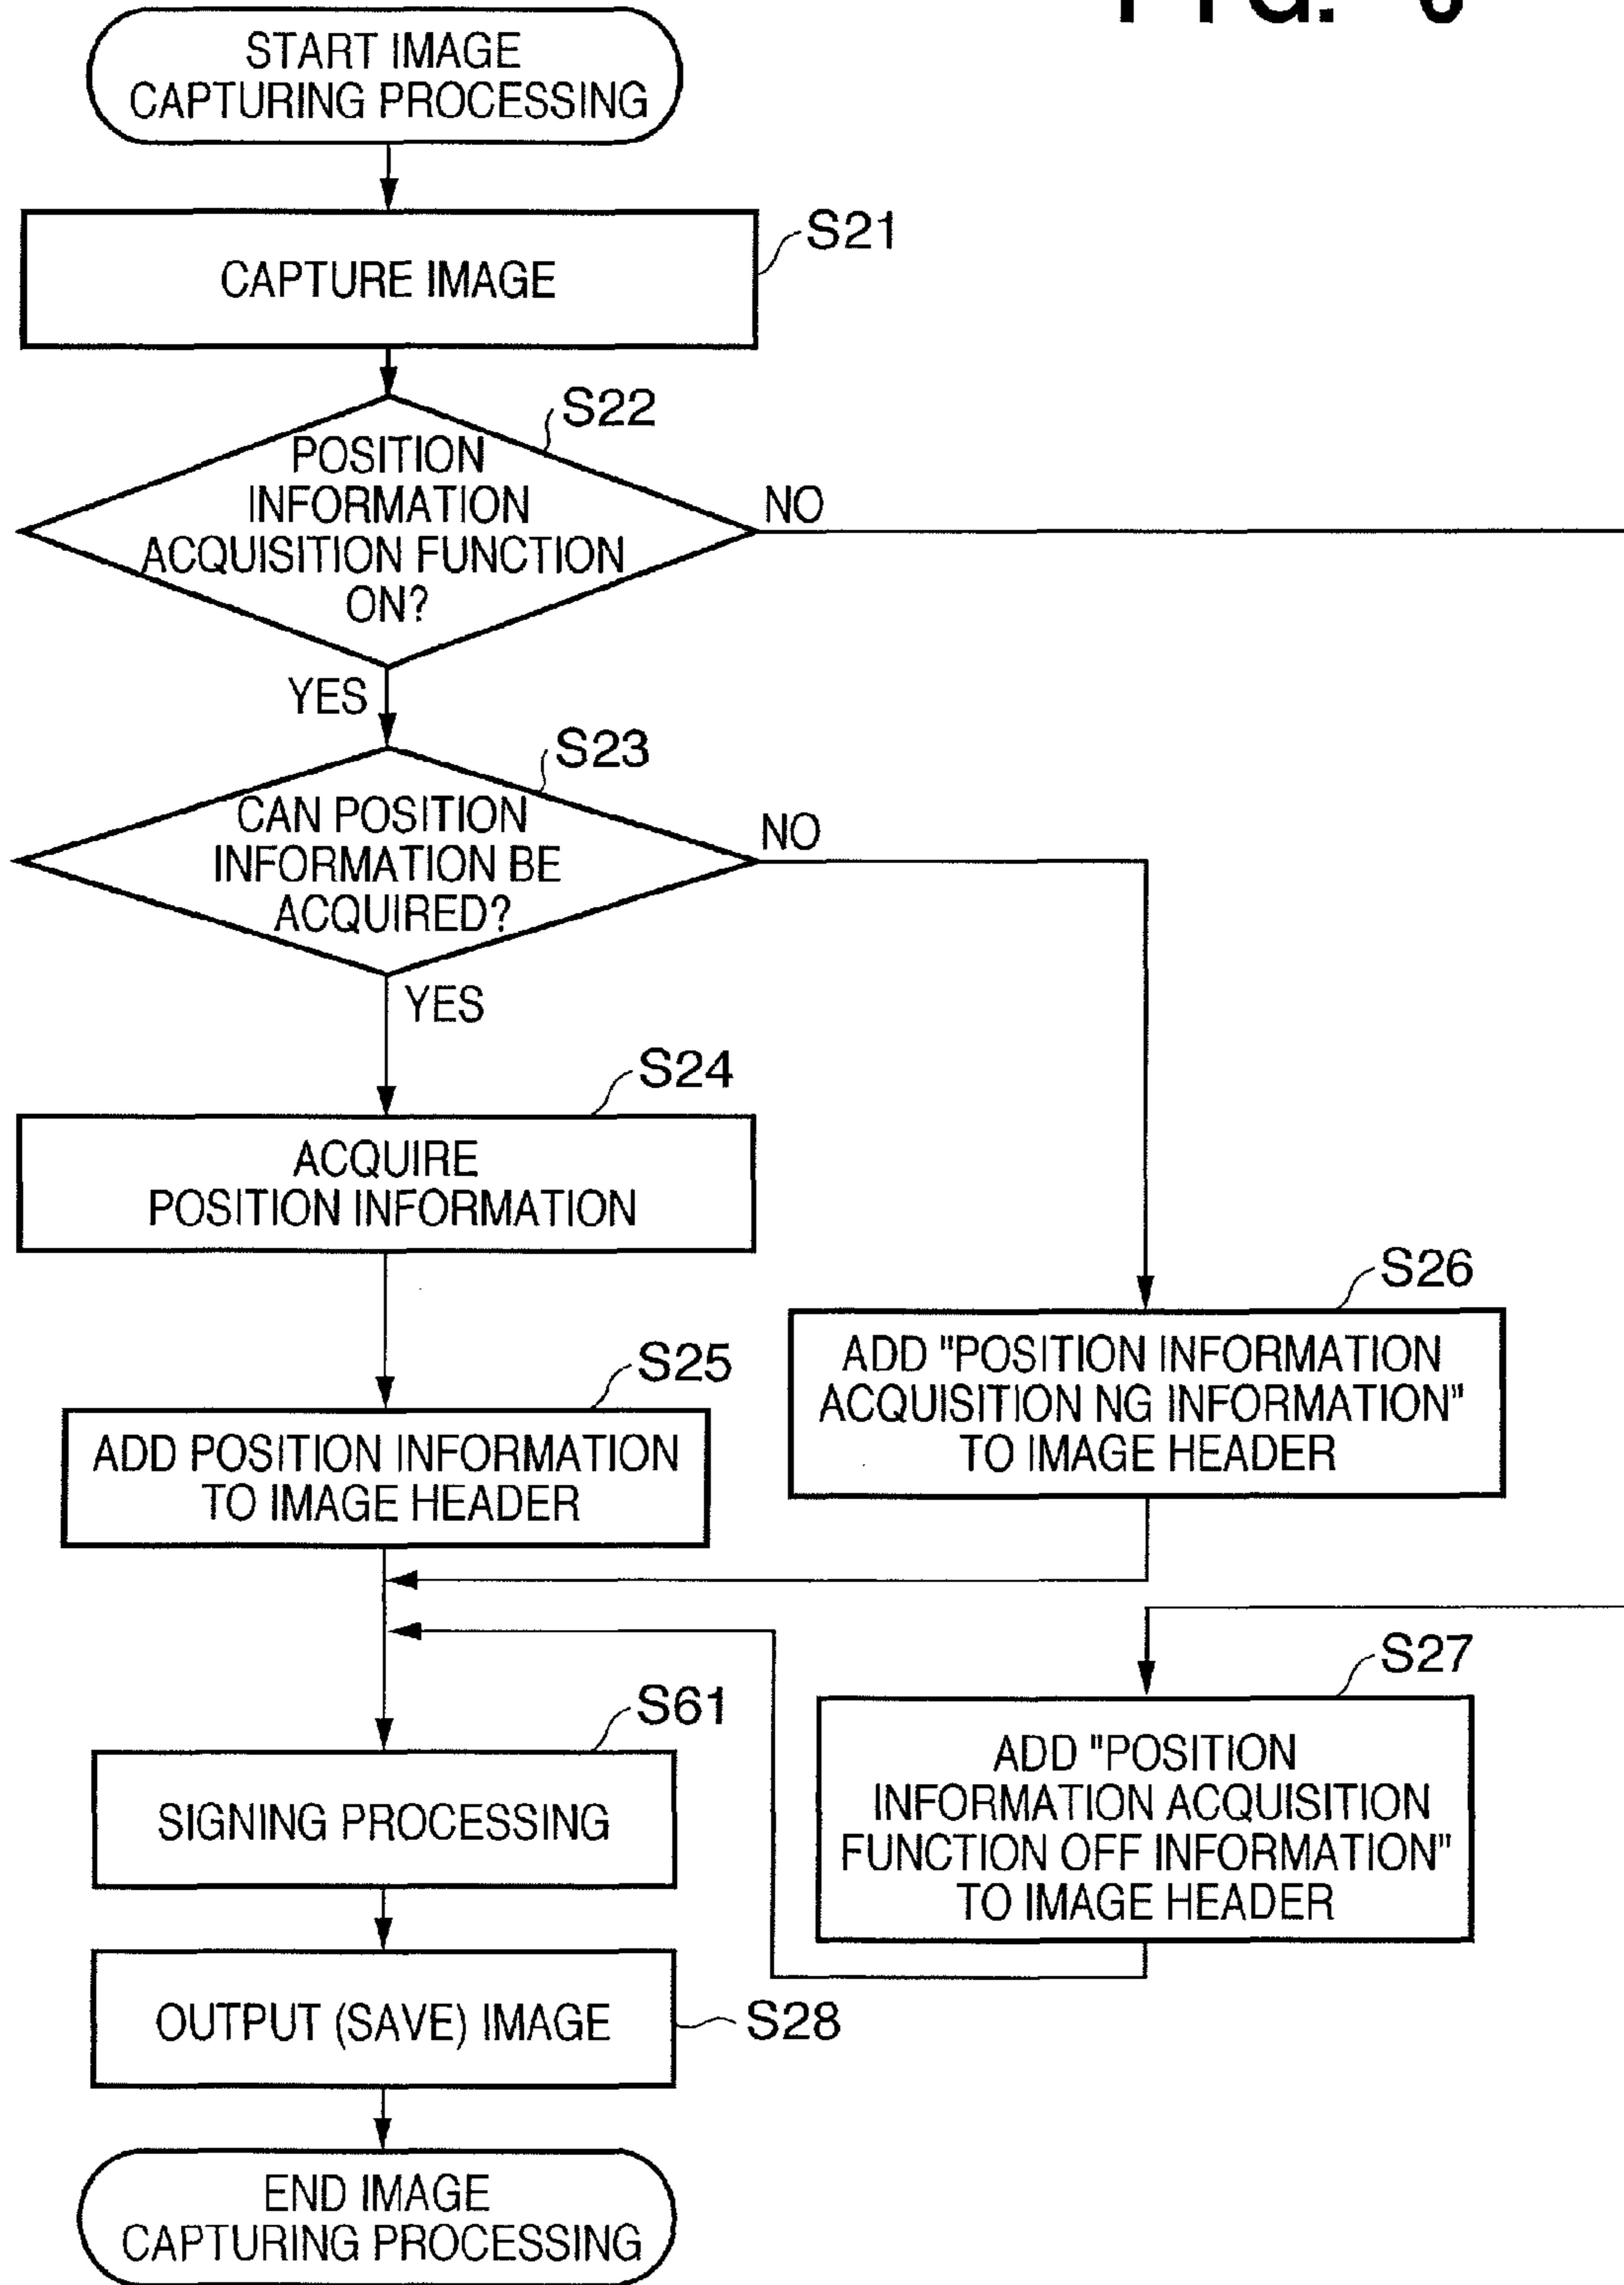 FIG.
START IMAGE
CAPTURING PROCESSING
S21
CAPTURE IMAGE
S22
POSITION
INFORMATION
ACQUISITION FUNCTION
ON?
NO
YES
S23
CAN POSITION
INFORMATION BE
ACQUIRED?
NO
YES
S24
ACQUIRE
POSITION INFORMATION
S26
ADD "POSITION INFORMATION
ACQUISITION NG INFORMATION"
TO IMAGE HEADER
S25
ADD POSITION INFORMATION
TO IMAGE HEADER
S27
ADD "POSITION
INFORMATION ACQUISITION
FUNCTION OFF INFORMATION"
TO IMAGE HEADER
S61
SIGNING PROCESSING
OUTPUT (SAVE) IMAGE
S28
END IMAGE
CAPTURING PROCESSING